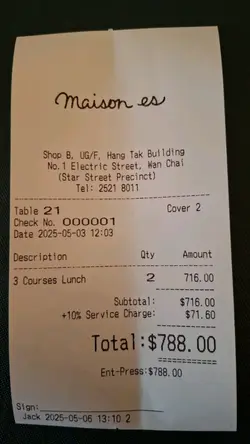 Maison es
Shop B, UG/F, Hang Tak Building
No.1 Electric Street, Wan Chai
(Star Street Precinct)
Tel: 2521 8011
Table 21 Cover 2
Check No. 000001
Date 2025-05-03 12:03
Description Qty Amount
3 Courses Lunch 2 716.00
Subtotal: $716.00
+10% Service Charge: $71.60
Total:$788.00
Ent-Press:$788.00
Sign:
Jack 2025-05-06 13:10 2